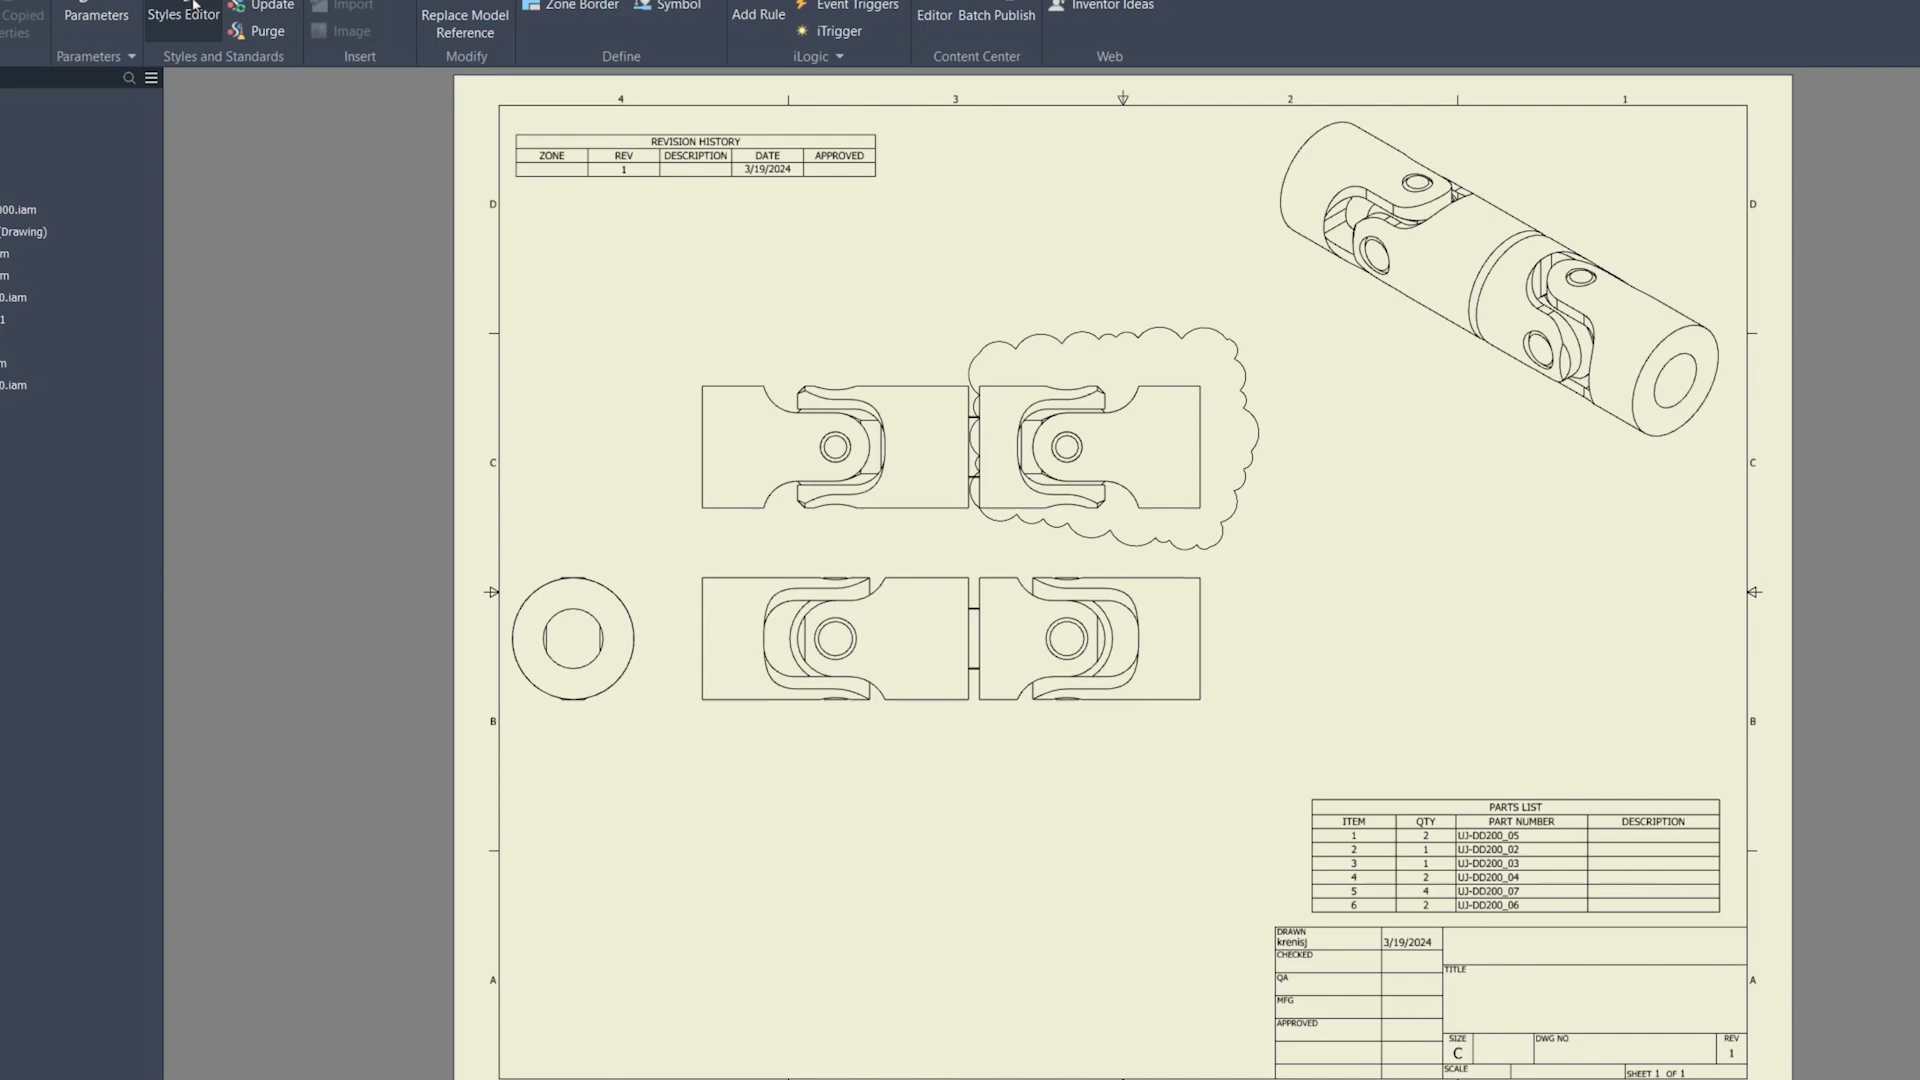 Copied
erties
Parameters
Styles Editor
Update
Purge
Import
Image
Replace Model
Reference
Zone Border
Symbol
Add Rule
Event Triggers
iTrigger
Editor
Batch Publish
Inventor Ideas
Parameters
Styles and Standards
Insert
Modify
Define
iLogic
Content Center
Web
000.iam
(Drawing)
m
m
0.iam
1
m
0.iam
4 3 2 1
REVISION HISTORY
ZONE REV DESCRIPTION DATE APPROVED
1 3/19/2024
D D
C C
B B
PARTS LIST
ITEM QTY PART NUMBER DESCRIPTION
1 2 UJ-DD200_05
2 1 UJ-DD200_02
3 1 UJ-DD200_03
4 2 UJ-DD200_04
5 4 UJ-DD200_07
6 2 UJ-DD200_06
DRAWN
krenisj 3/19/2024
CHECKED
TITLE
A A
QA
MFG
APPROVED
SIZE DWG NO REV
C 1
SCALE
SHEET 1 OF 1